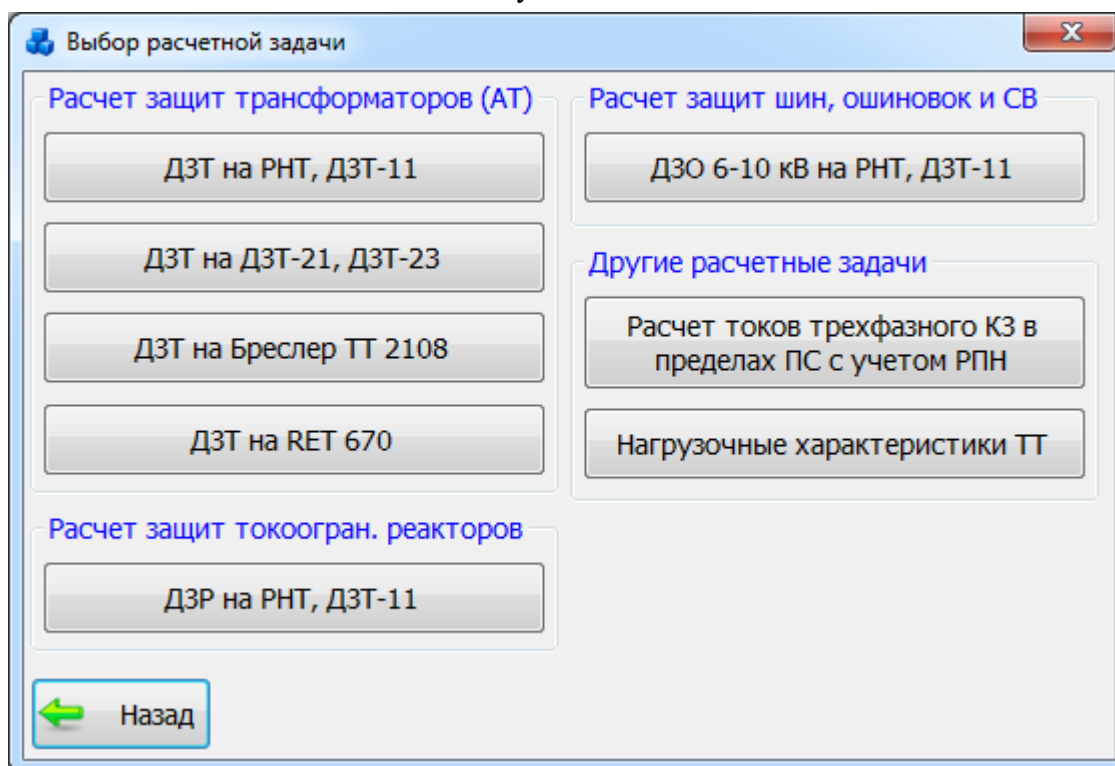 Выбор расчетной задачи
Расчет защит трансформаторов (АТ)
ДЗТ на РНТ, ДЗТ-11
ДЗТ на ДЗТ-21, ДЗТ-23
ДЗТ на Бреслер ТТ 2108
ДЗТ на RET 670
Расчет защит токоогран. реакторов
ДЗР на РНТ, ДЗТ-11
Расчет защит шин, ошиновок и СВ
ДЗО 6-10 кВ на РНТ, ДЗТ-11
Другие расчетные задачи
Расчет токов трехфазного КЗ в
пределах ПС с учетом РПН
Нагрузочные характеристики ТТ
Назад